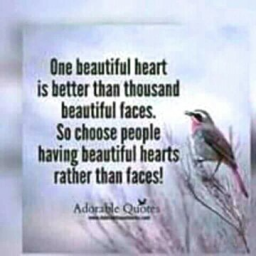 One beautiful heart
is better than thousand
beautiful faces.
So choose people
having beautiful hearts
rather than faces!
Adorable Quotes